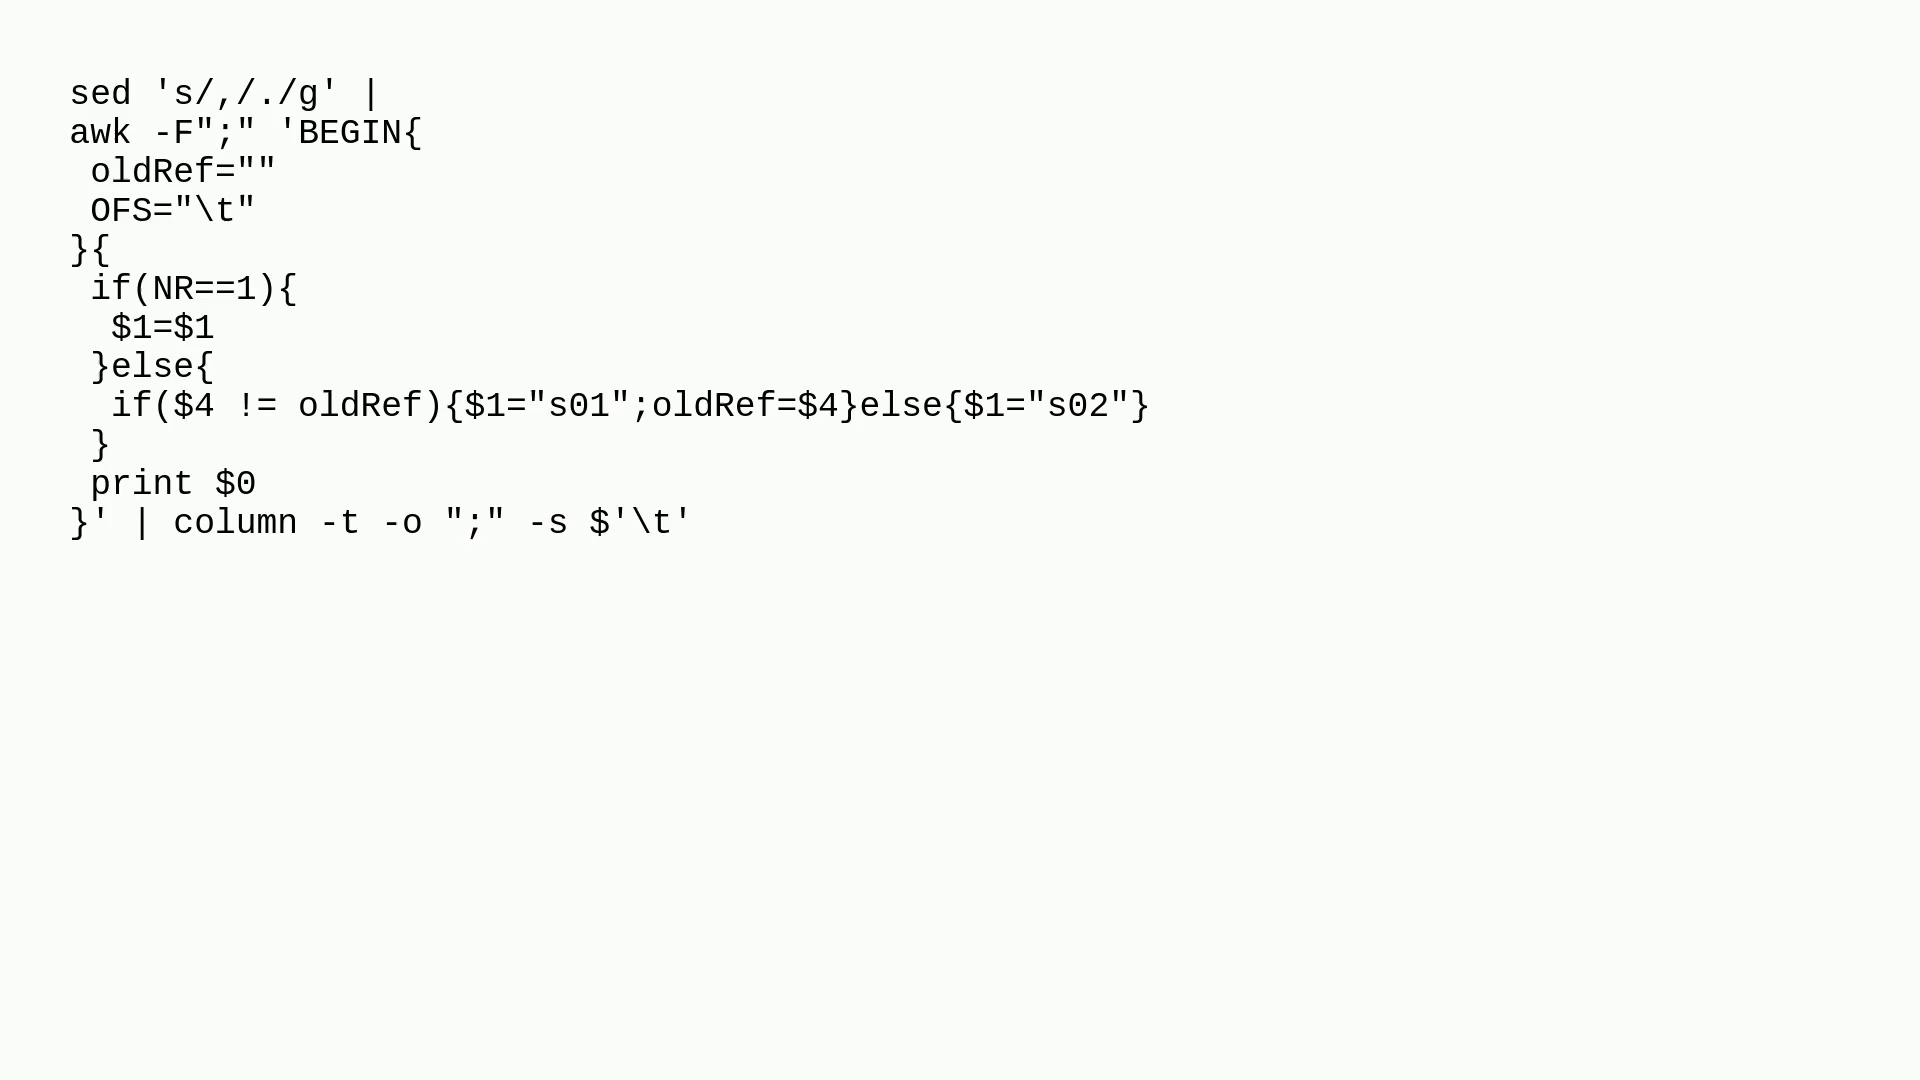 sed 's/,/./g' |
awk -F";" 'BEGIN{
 oldRef=""
 OFS="\t"
}{
 if(NR==1){
  $1=$1
 }else{
  if($4 != oldRef){$1="s01";oldRef=$4}else{$1="s02"}
 }
 print $0
}' | column -t -o ";" -s $'\t'